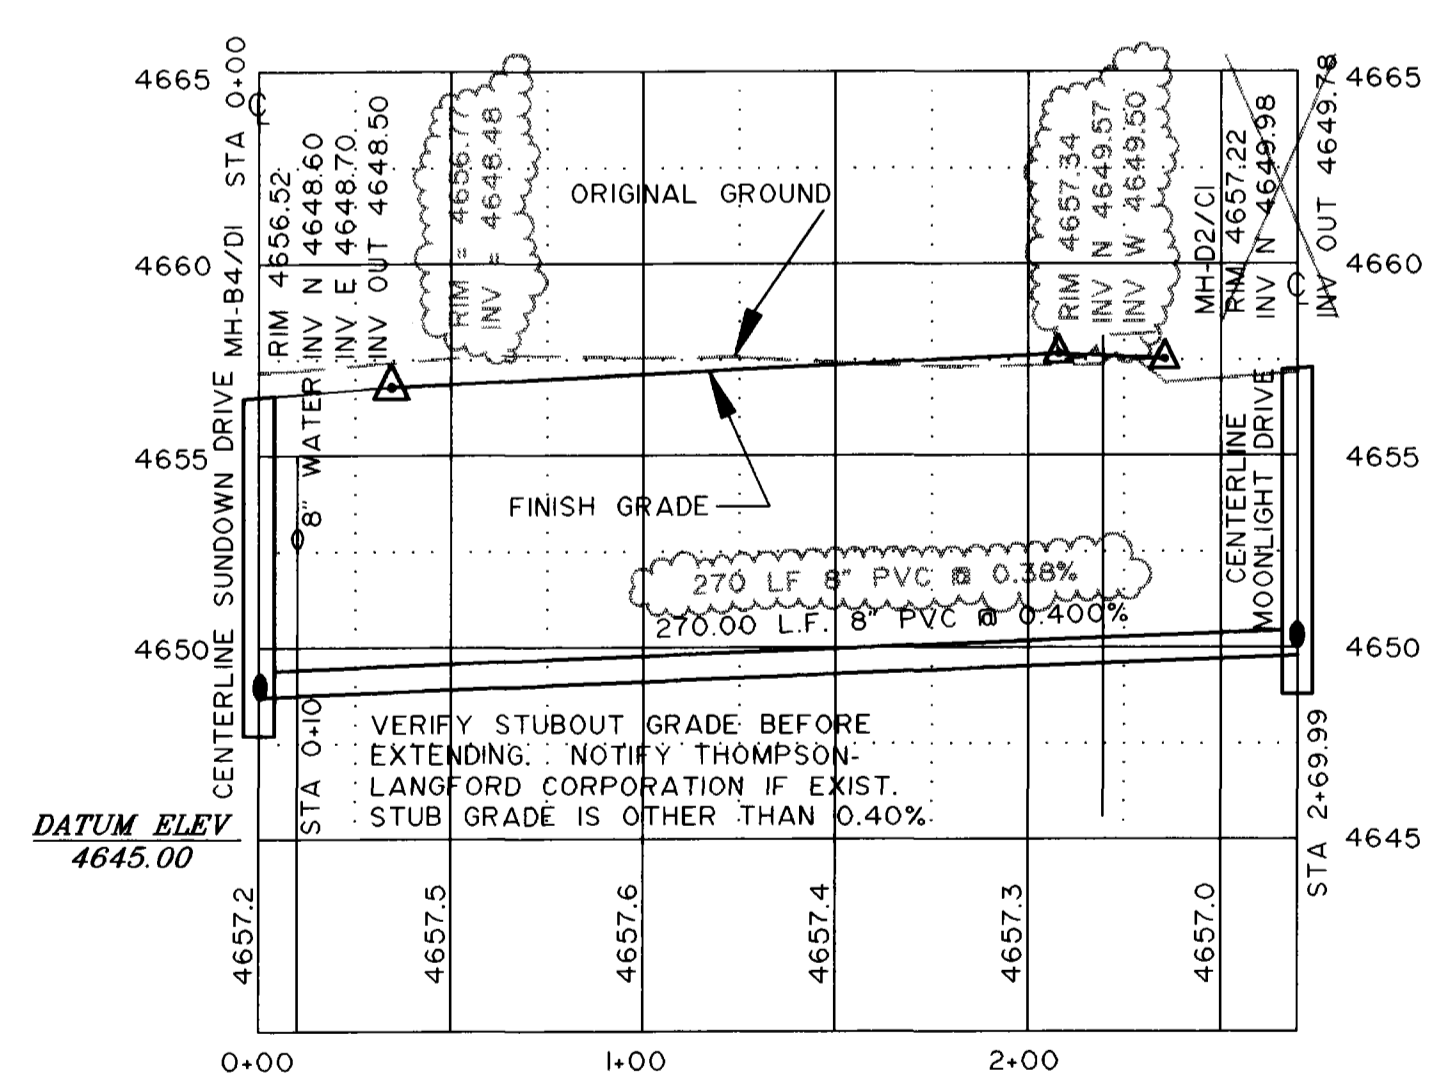 4665
4660
4655
4650
DATUM ELEV
4645.00
CENTERLINE SUNDOWN DRIVE MH-B4/DI STA 0+00
RIM 4656.52
INV N 4648.60
INV E 4648.70
INV OUT 4648.50
RIM = 4656.
INV = 4648.48
8" WATER
STA 0+10
ORIGINAL GROUND
FINISH GRADE
270 LF 8" PVC @ 0.38%
270.00 L.F. 8" PVC @ 0.400%
VERIFY STUBOUT GRADE BEFORE
EXTENDING. NOTIFY THOMPSON-
LANGFORD CORPORATION IF EXIST.
STUB GRADE IS OTHER THAN 0.40%.
RIM 4657.34
INV N 4649.57
INV W 4649.50
MH-D2/CI
RIM 4657.22
INV N 4649.98
INV OUT 4649.78
CENTERLINE
MOONLIGHT DRIVE
STA 2+69.99
4665
4660
4655
4650
4645
4657.2
4657.5
4657.6
4657.4
4657.3
4657.0
0+00
1+00
2+00